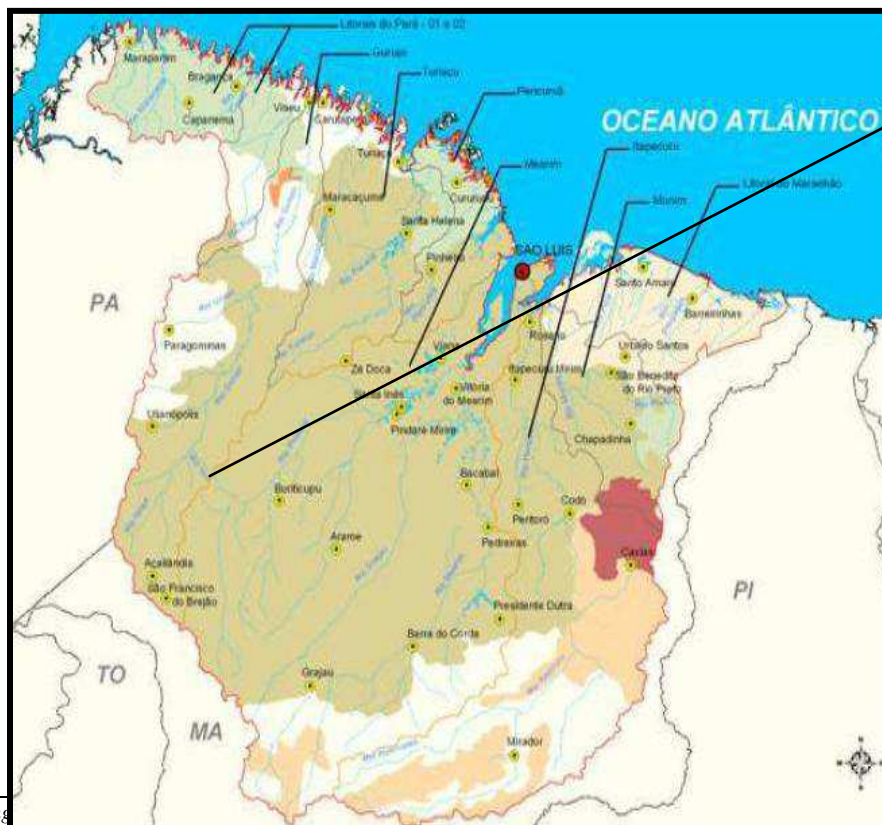 Litorais do Pará - 01 e 02
Marapanim
Gurupi
Bragança
Turiaçu
Capanema
Viseu
Carutapera
Pericumã
OCEANO ATLÂNTICO
Turiaçu
Mearim
Itapecuru
Cururupu
Litoral do Maranhão
Maracaçumé
Munim
Santa Helena
SÃO LUIS
Pinheiro
Santo Amaro
PA
Barreirinhas
Rosário
Paragominas
Viana
Urbano Santos
Zé Doca
Itapecuru Mirim
São Benedito
do Rio Preto
Vitória
do Mearim
Santa Inês
Ulianópolis
Pindaré Mirim
Chapadinha
Bacabal
Buriticupu
Peritoró
Codó
Pedreiras
Arame
Caxias
Açailândia
São Francisco
do Brejão
PI
Presidente Dutra
Barra do Corda
TO
Grajaú
MA
Mirador